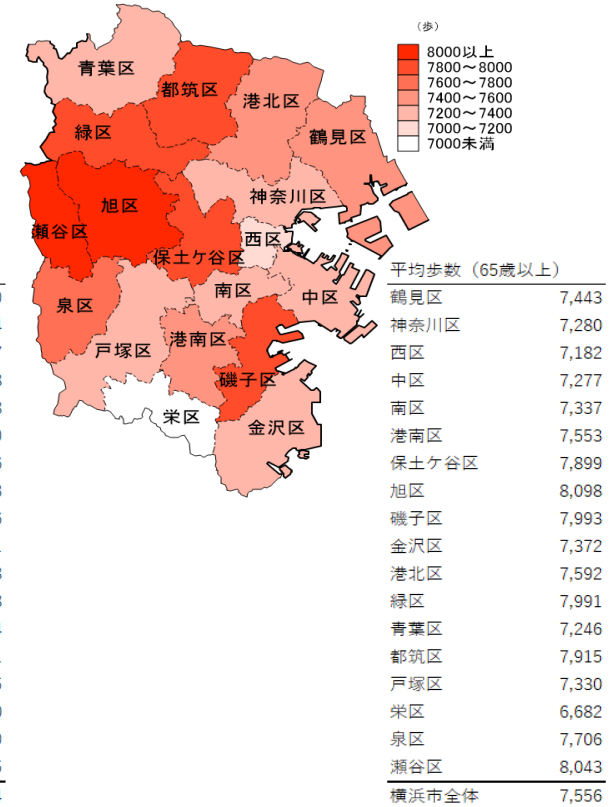 （歩）
8000以上
7800～8000
7600～7800
7400～7600
7200～7400
7000～7200
7000未満
青葉区
都筑区
港北区
緑区
鶴見区
神奈川区
旭区
瀬谷区
西区
保土ケ谷区
泉区
南区
中区
戸塚区
港南区
磯子区
栄区
金沢区
平均歩数（65歳以上）
鶴見区 7,443
神奈川区 7,280
西区 7,182
中区 7,277
南区 7,337
港南区 7,553
保土ケ谷区 7,899
旭区 8,098
磯子区 7,993
金沢区 7,372
港北区 7,592
緑区 7,991
青葉区 7,246
都筑区 7,915
戸塚区 7,330
栄区 6,682
泉区 7,706
瀬谷区 8,043
横浜市全体 7,556